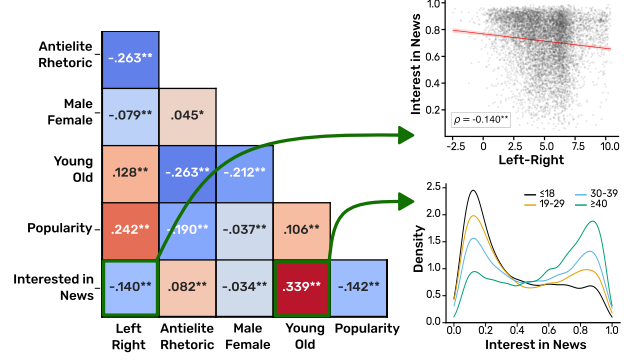 Antielite
Rhetoric
-.263**
Male
Female
-.079** .045*
Young
Old
.128** -.263** -.212**
Popularity
.242** -.190** -.037** .106**
Interested in
News
-.140** .082** -.034** .339** -.142**
Left
Right
Antielite
Rhetoric
Male
Female
Young
Old
Popularity
Interest in News
1.0
0.8
0.6
0.4
0.2
ρ = -0.140**
-2.5 0 2.5 5.0 7.5 10.0
Left-Right
Density
2.5
2.0
1.5
1.0
0.5
0.0
≤18 30-39
19-29 ≥40
0.0 0.2 0.4 0.6 0.8 1.0
Interest in News